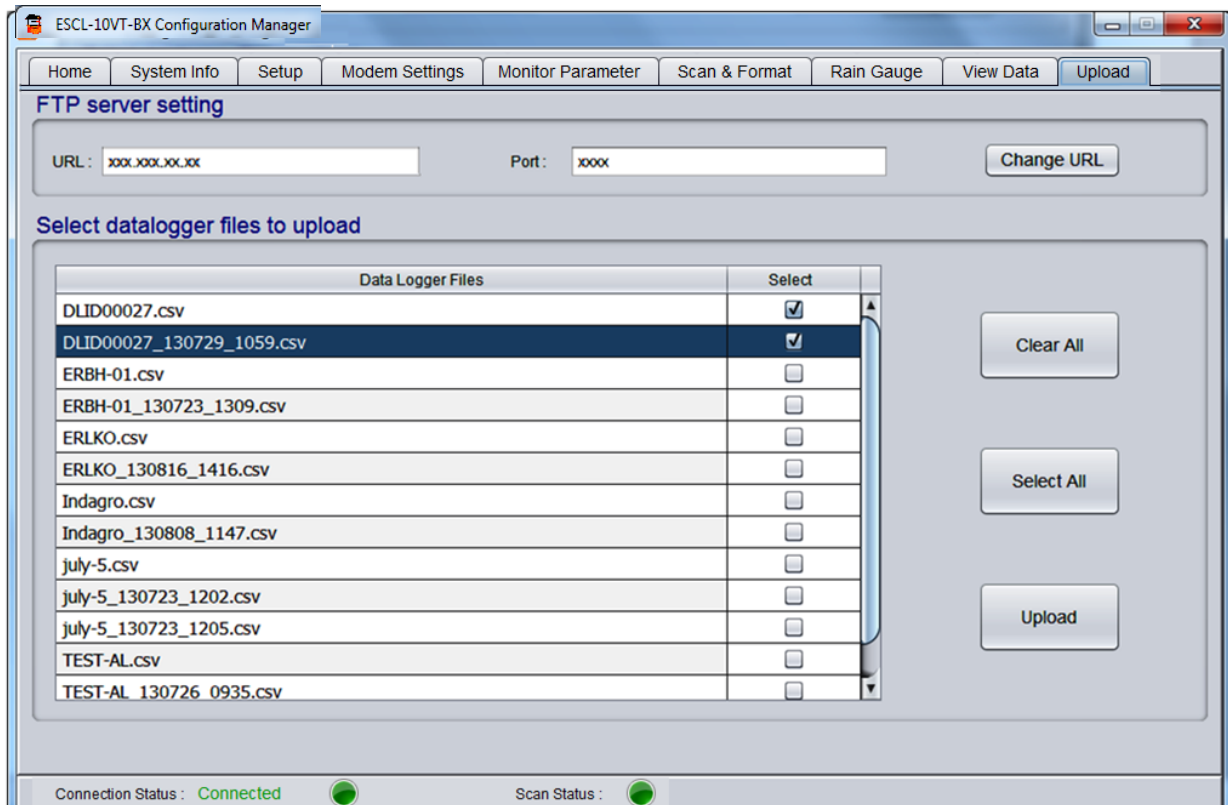 ESCL-10VT-BX Configuration Manager
Home System Info Setup Modem Settings Monitor Parameter Scan & Format Rain Gauge View Data Upload
FTP server setting
URL : xxx.xxx.xx.xx Port : xxxx Change URL
Select datalogger files to upload
Data Logger Files Select
DLID00027.csv
DLID00027_130729_1059.csv
Clear All
ERBH-01.csv
ERBH-01_130723_1309.csv
ERLKO.csv
ERLKO_130816_1416.csv
Select All
Indagro.csv
Indagro_130808_1147.csv
july-5.csv
july-5_130723_1202.csv
Upload
july-5_130723_1205.csv
TEST-AL.csv
TEST-AL_130726_0935.csv
Connection Status : Connected Scan Status :